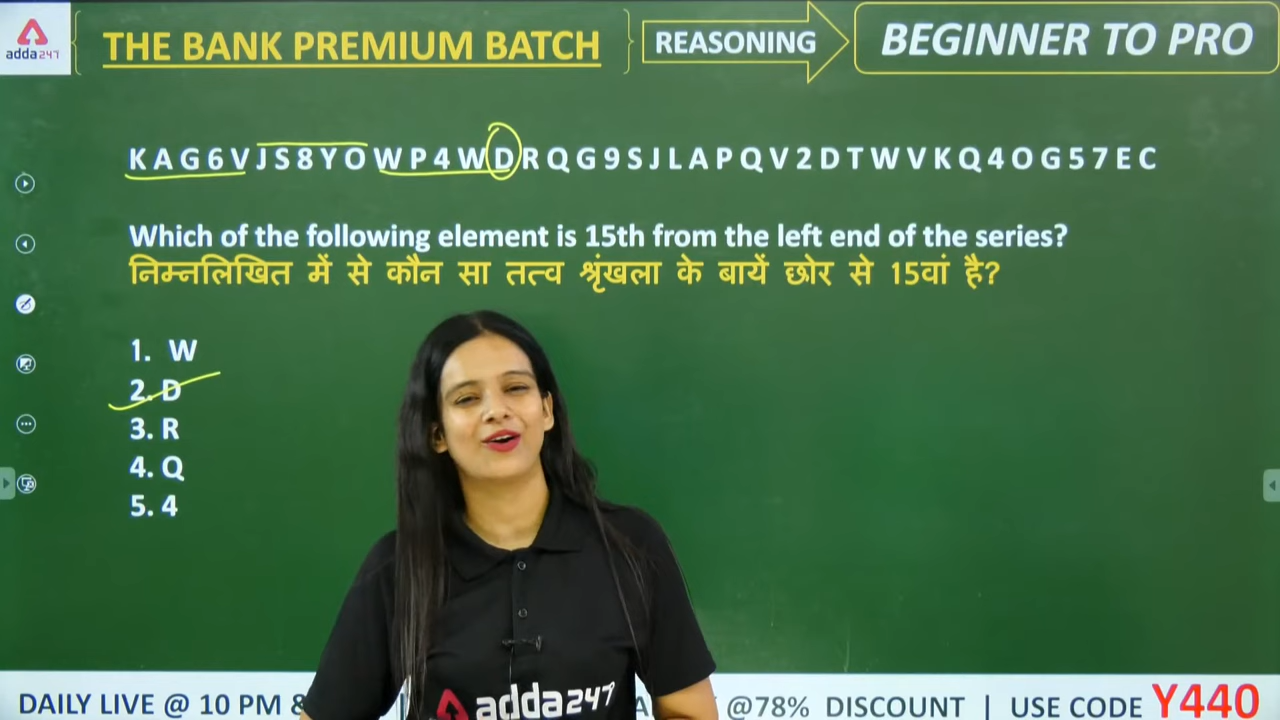 adda247
THE BANK PREMIUM BATCH
REASONING
BEGINNER TO PRO
K A G 6 V J S 8 Y O W P 4 W D R Q G 9 S J L A P Q V 2 D T W V K Q 4 O G 5 7 E C
Which of the following element is 15th from the left end of the series?
निम्नलिखित में से कौन सा तत्व श्रृंखला के बायें छोर से 15वां है?
1. W
2. D
3. R
4. Q
5. 4
adda247
DAILY LIVE @ 10 PM & @78% DISCOUNT | USE CODE Y440